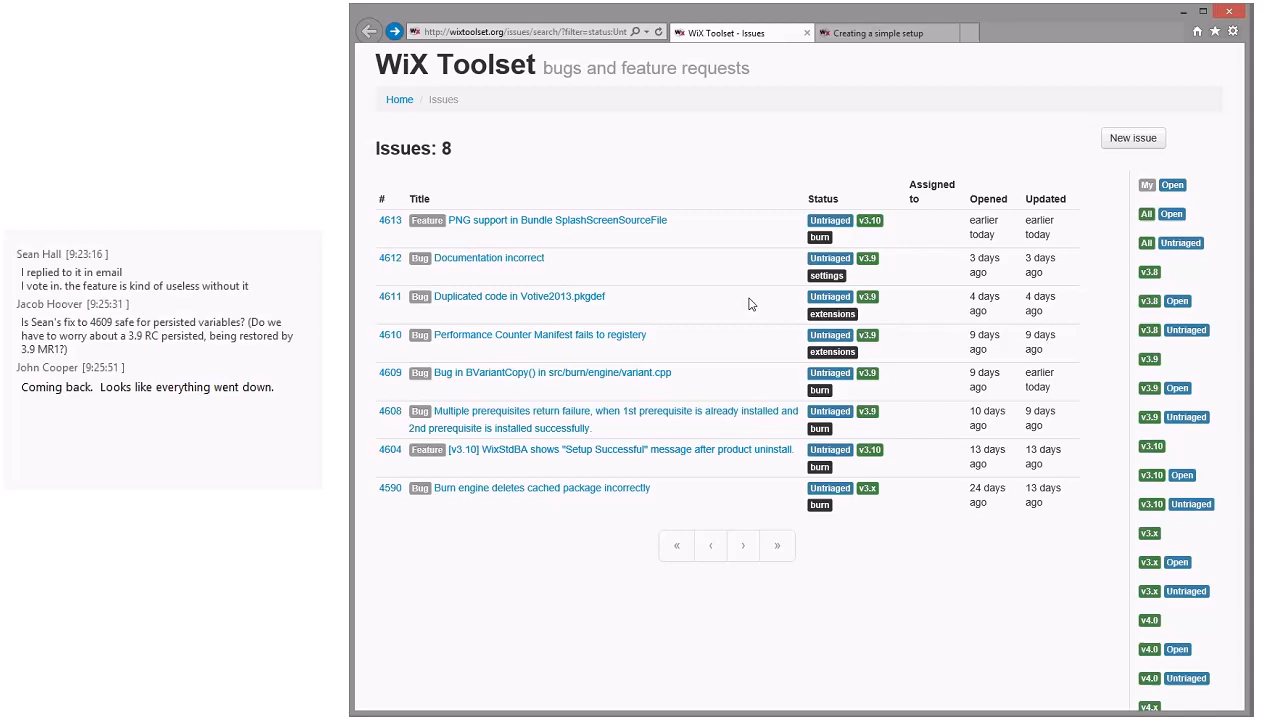 Sean Hall [9:23:16 ]
I replied to it in email
I vote in. the feature is kind of useless without it
Jacob Hoover [9:25:31 ]
Is Sean's fix to 4609 safe for persisted variables? (Do we
have to worry about a 3.9 RC persisted, being restored by
3.9 MR1?)
John Cooper [9:25:51 ]
Coming back. Looks like everything went down.
http://wixtoolset.org/issues/search/?filter=status:Unt
WiX Toolset - Issues
Creating a simple setup
WiX Toolset bugs and feature requests
Home / Issues
New issue
Issues: 8
# Title Status Assigned to Opened Updated
4613 Feature PNG support in Bundle SplashScreenSourceFile Untriaged v3.10 burn earlier today earlier today
4612 Bug Documentation incorrect Untriaged v3.9 settings 3 days ago 3 days ago
4611 Bug Duplicated code in Votive2013.pkgdef Untriaged v3.9 extensions 4 days ago 4 days ago
4610 Bug Performance Counter Manifest fails to registery Untriaged v3.9 extensions 9 days ago 9 days ago
4609 Bug Bug in BVariantCopy() in src/burn/engine/variant.cpp Untriaged v3.9 burn 9 days ago earlier today
4608 Bug Multiple prerequisites return failure, when 1st prerequisite is already installed and 2nd prerequisite is installed successfully. Untriaged v3.9 burn 10 days ago 9 days ago
4604 Feature [v3.10] WixStdBA shows "Setup Successful" message after product uninstall. Untriaged v3.10 burn 13 days ago 13 days ago
4590 Bug Burn engine deletes cached package incorrectly Untriaged v3.x burn 24 days ago 13 days ago
« ‹ › »
My Open
All Open
All Untriaged
v3.8
v3.8 Open
v3.8 Untriaged
v3.9
v3.9 Open
v3.9 Untriaged
v3.10
v3.10 Open
v3.10 Untriaged
v3.x
v3.x Open
v3.x Untriaged
v4.0
v4.0 Open
v4.0 Untriaged
v4.x